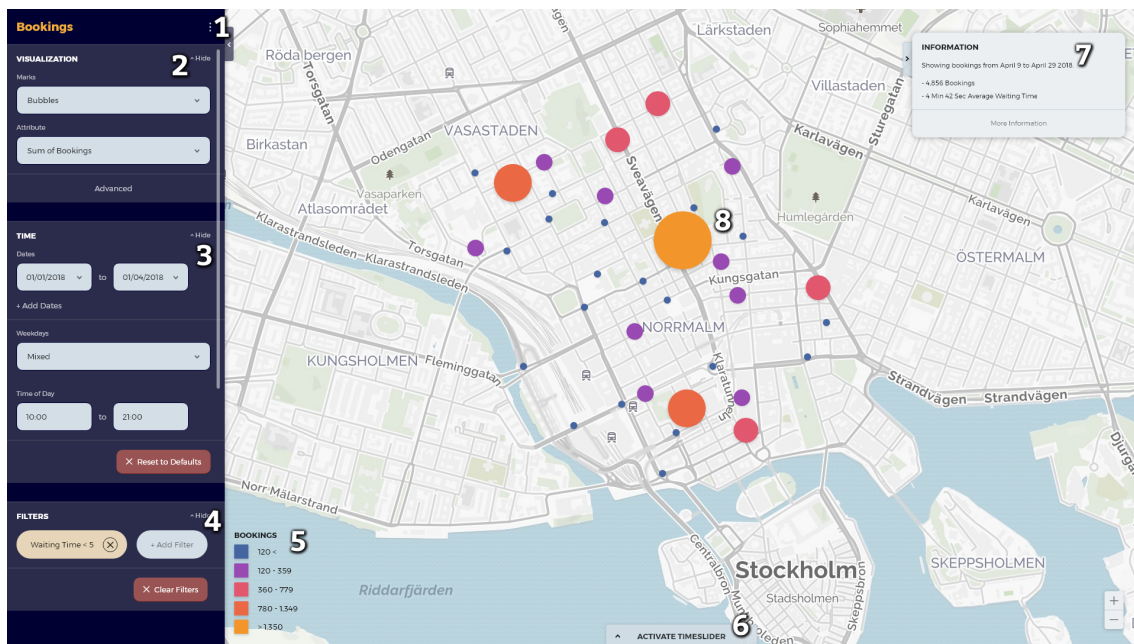 Bookings
1
VISUALIZATION
2
Hide
Marks
Bubbles
Attribute
Sum of Bookings
Advanced
TIME
Hide
3
Dates
01/01/2018 to 01/04/2018
+ Add Dates
Weekdays
Mixed
Time of Day
10:00 to 21:00
× Reset to Defaults
FILTERS
Hide
4
Waiting Time < 5
+ Add Filter
× Clear Filters
BOOKINGS
5
120 <
120 - 359
360 - 779
780 - 1.349
> 1.350
ACTIVATE TIMESLIDER
6
INFORMATION
7
Showing bookings from April 9 to April 29 2018.
- 4,856 Bookings
- 4 Min 42 Sec Average Waiting Time
More Information
8
Röda bergen
Torsgatan
Lärkstaden
Sophiahemmet
Villastaden
Sturegatan
Karlavägen
VASASTADEN
Odengatan
Birkastan
Vasaparken
Atlasområdet
Sveavägen
Humlegården
Karlavägen
Klarastrandsleden
Klarastrandsleden
Torsgatan
Kungsgatan
ÖSTERMALM
NORRMALM
KUNGSHOLMEN
Fleminggatan
Strandvägen
Strandvägen
Norr Mälarstrand
Riddarfjärden
Centralbron
Stockholm
Stadsholmen
Skeppsbron
SKEPPSHOLMEN
+
−